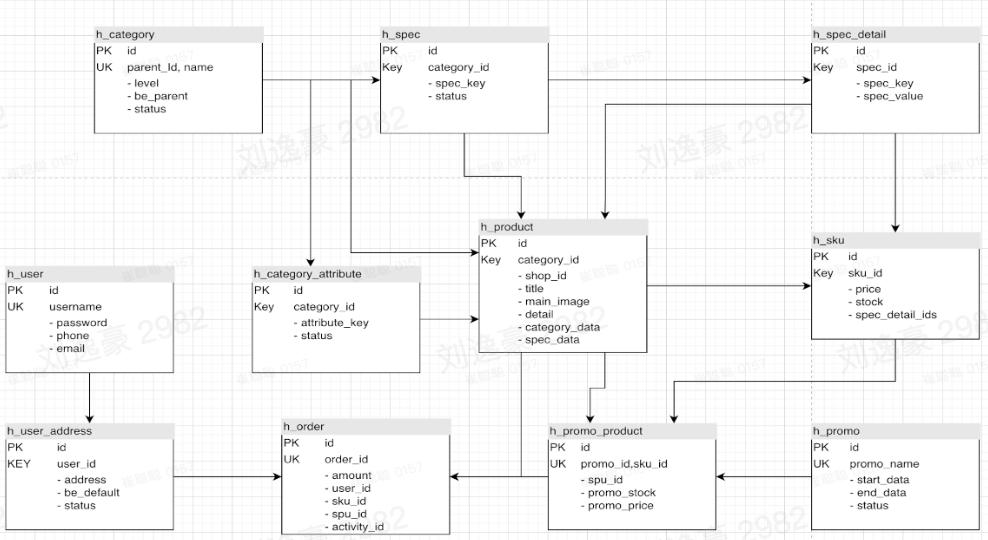 h_category
PK id
UK parent_Id, name
- level
- be_parent
- status
h_spec
PK id
Key category_id
- spec_key
- status
h_spec_detail
PK id
Key spec_id
- spec_key
- spec_value
h_product
PK id
Key category_id
- shop_id
- title
- main_image
- detail
- category_data
- spec_data
h_sku
PK id
Key sku_id
- price
- stock
- spec_detail_ids
h_user
PK id
UK username
- password
- phone
- email
h_category_attribute
PK id
Key category_id
- attribute_key
- status
h_user_address
PK id
KEY user_id
- address
- be_default
- status
h_order
PK id
UK order_id
- amount
- user_id
- sku_id
- spu_id
- activity_id
h_promo_product
PK id
UK promo_id,sku_id
- spu_id
- promo_stock
- promo_price
h_promo
PK id
UK promo_name
- start_data
- end_data
- status
刘逸豪 2982
刘逸豪 2982
刘逸豪 2982
刘逸豪 2982
刘逸豪 2982